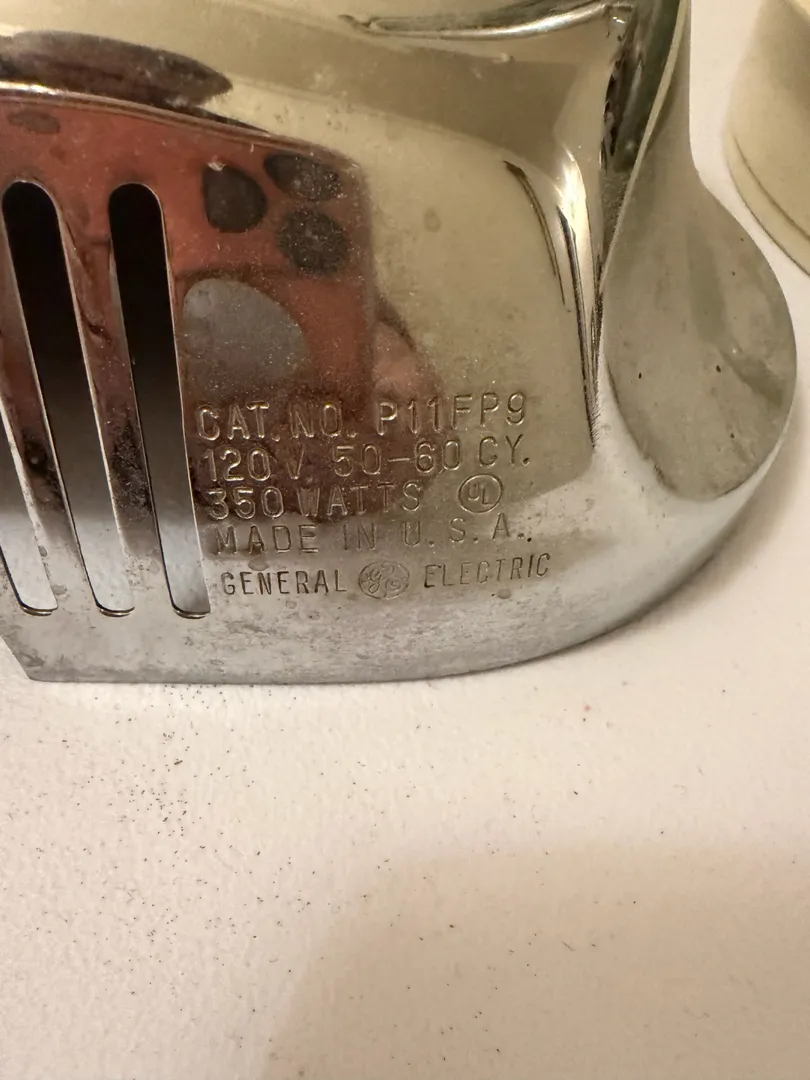 CAT. NO. P11FP9
120 V. 50-60 CY.
350 WATTS UL
MADE IN U.S.A.
GENERAL GE ELECTRIC